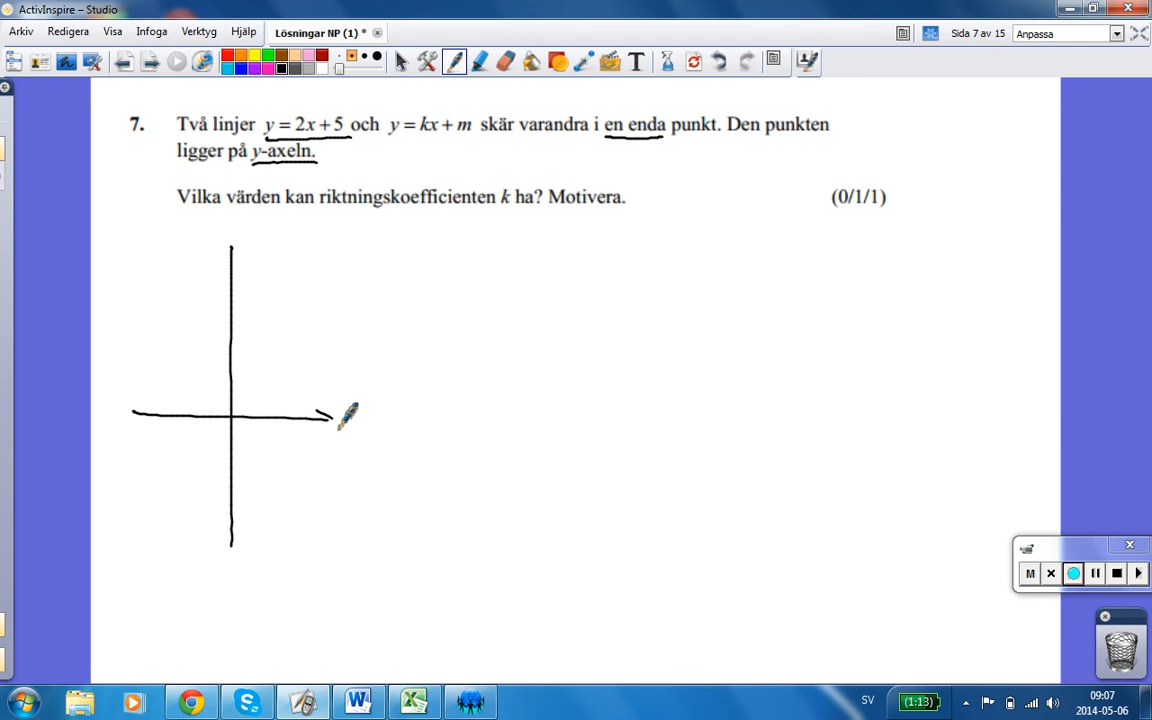 ActivInspire – Studio
Arkiv Redigera Visa Infoga Verktyg Hjälp Lösningar NP (1) * Sida 7 av 15 Anpassa
7. Två linjer y = 2x + 5 och y = kx + m skär varandra i en enda punkt. Den punkten
ligger på y-axeln.
Vilka värden kan riktningskoefficienten k ha? Motivera. (0/1/1)
M
SV (1:13) 09:07
2014-05-06